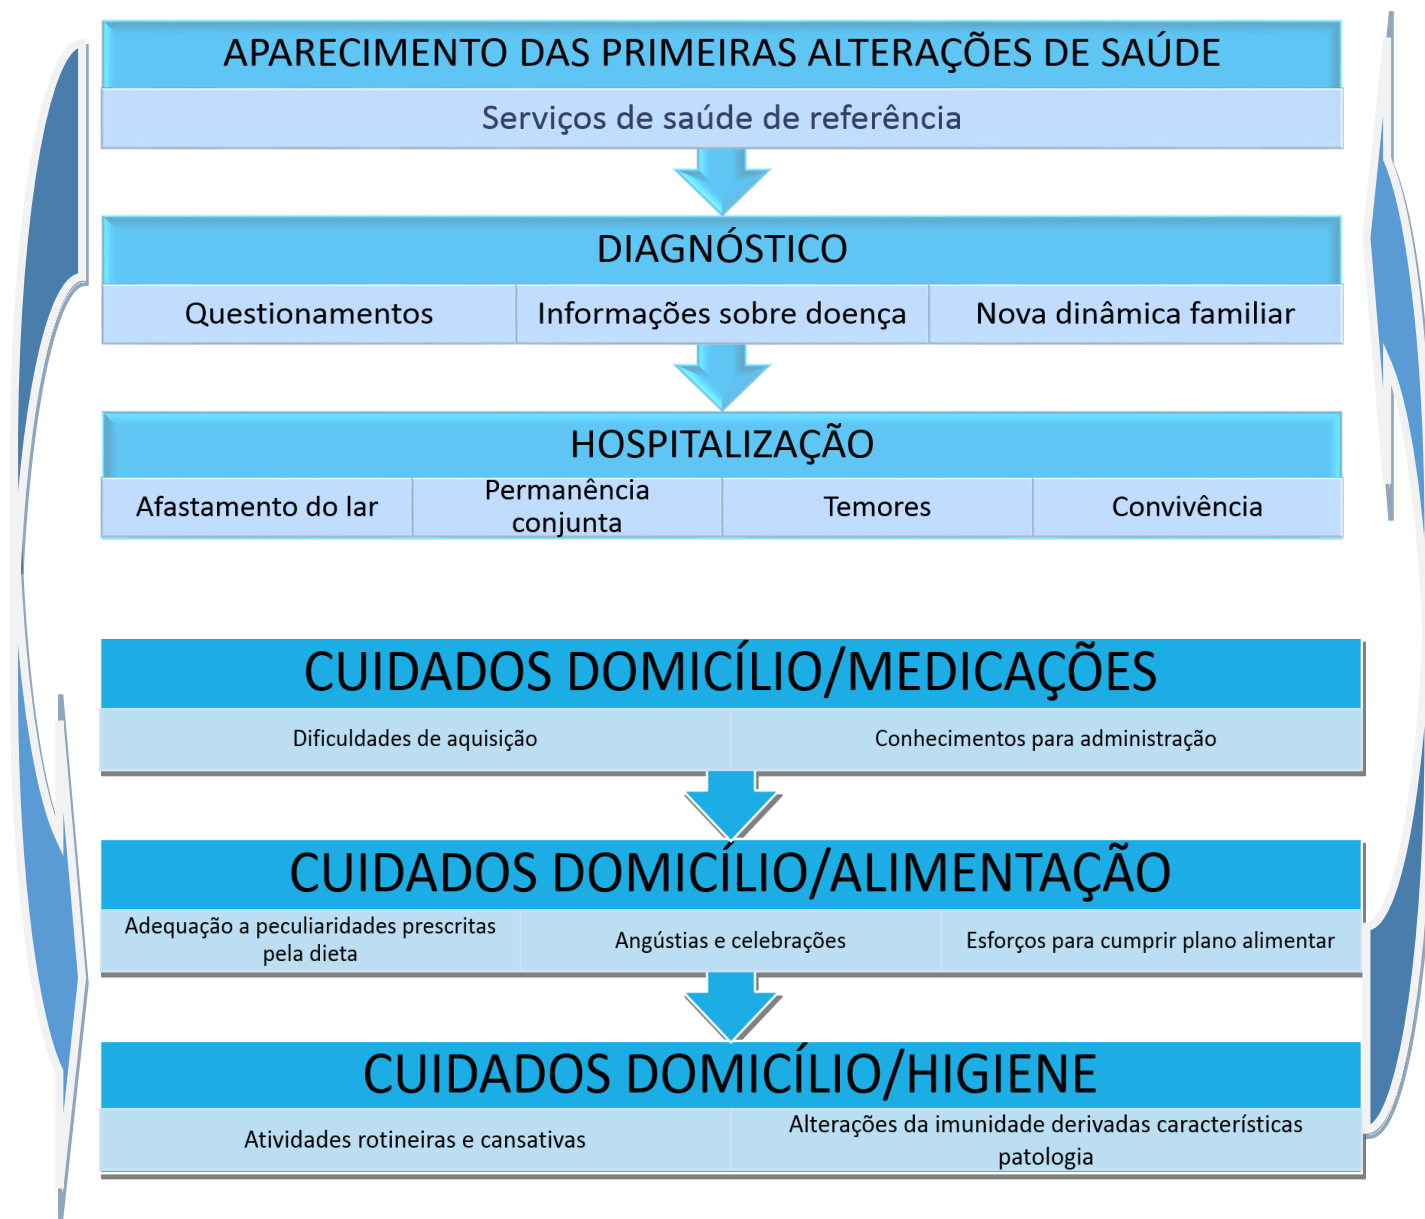 APARECIMENTO DAS PRIMEIRAS ALTERAÇÕES DE SAÚDE
Serviços de saúde de referência
DIAGNÓSTICO
Questionamentos
Informações sobre doença
Nova dinâmica familiar
HOSPITALIZAÇÃO
Afastamento do lar
Permanência
conjunta
Temores
Convivência
CUIDADOS DOMICÍLIO/MEDICAÇÕES
Dificuldades de aquisição
Conhecimentos para administração
CUIDADOS DOMICÍLIO/ALIMENTAÇÃO
Adequação a peculiaridades prescritas
pela dieta
Angústias e celebrações
Esforços para cumprir plano alimentar
CUIDADOS DOMICÍLIO/HIGIENE
Atividades rotineiras e cansativas
Alterações da imunidade derivadas características
patologia